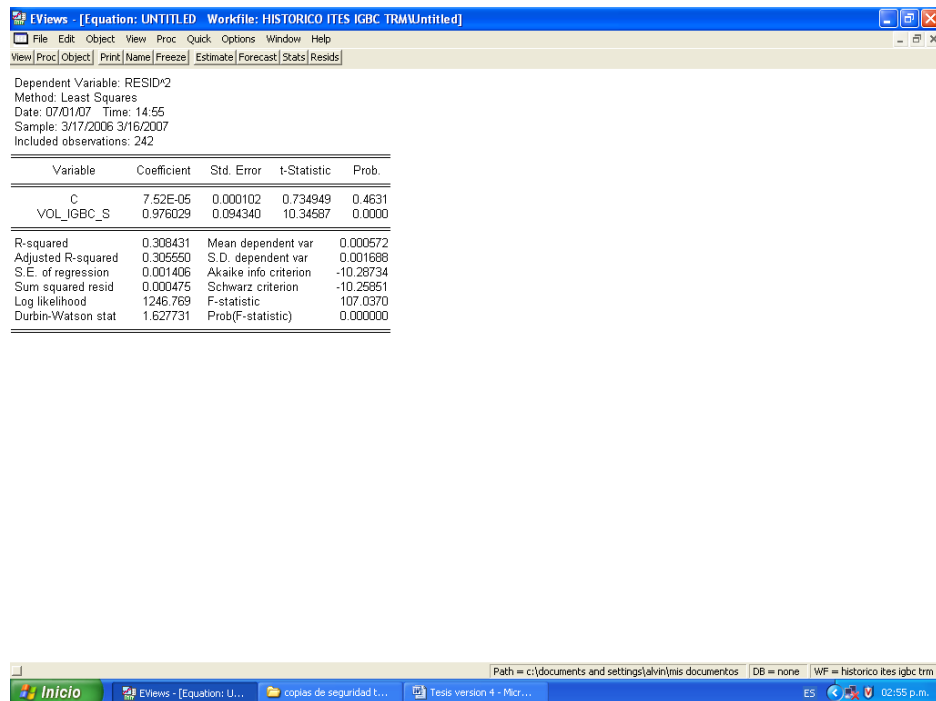 EViews - [Equation: UNTITLED Workfile: HISTORICO ITES IGBC TRM\Untitled]
File Edit Object View Proc Quick Options Window Help
View Proc Object Print Name Freeze Estimate Forecast Stats Resids
Dependent Variable: RESID^2
Method: Least Squares
Date: 07/01/07 Time: 14:55
Sample: 3/17/2006 3/16/2007
Included observations: 242
Variable Coefficient Std. Error t-Statistic Prob.
C 7.52E-05 0.000102 0.734949 0.4631
VOL_IGBC_S 0.976029 0.094340 10.34587 0.0000
R-squared 0.308431 Mean dependent var 0.000572
Adjusted R-squared 0.305550 S.D. dependent var 0.001688
S.E. of regression 0.001406 Akaike info criterion -10.28734
Sum squared resid 0.000475 Schwarz criterion -10.25851
Log likelihood 1246.769 F-statistic 107.0370
Durbin-Watson stat 1.627731 Prob(F-statistic) 0.000000
Path = c:\documents and settings\alvin\mis documentos DB = none WF = historico ites igbc trm
Inicio EViews - [Equation: U... copias de seguridad t... Tesis version 4 - Micr... ES 02:55 p.m.